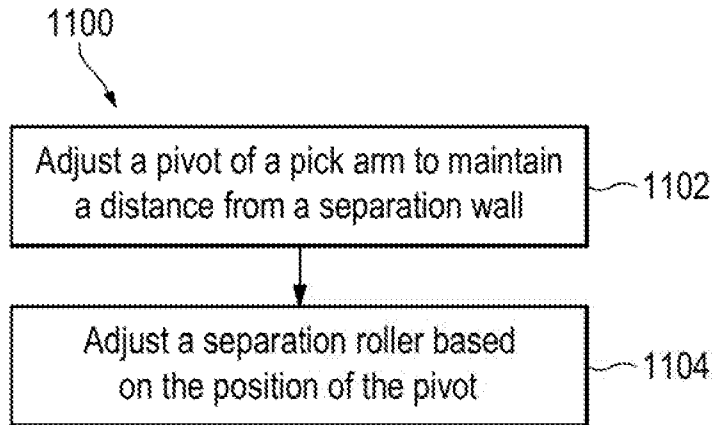 1100
Adjust a pivot of a pick arm to maintain
a distance from a separation wall
1102
Adjust a separation roller based
on the position of the pivot
1104